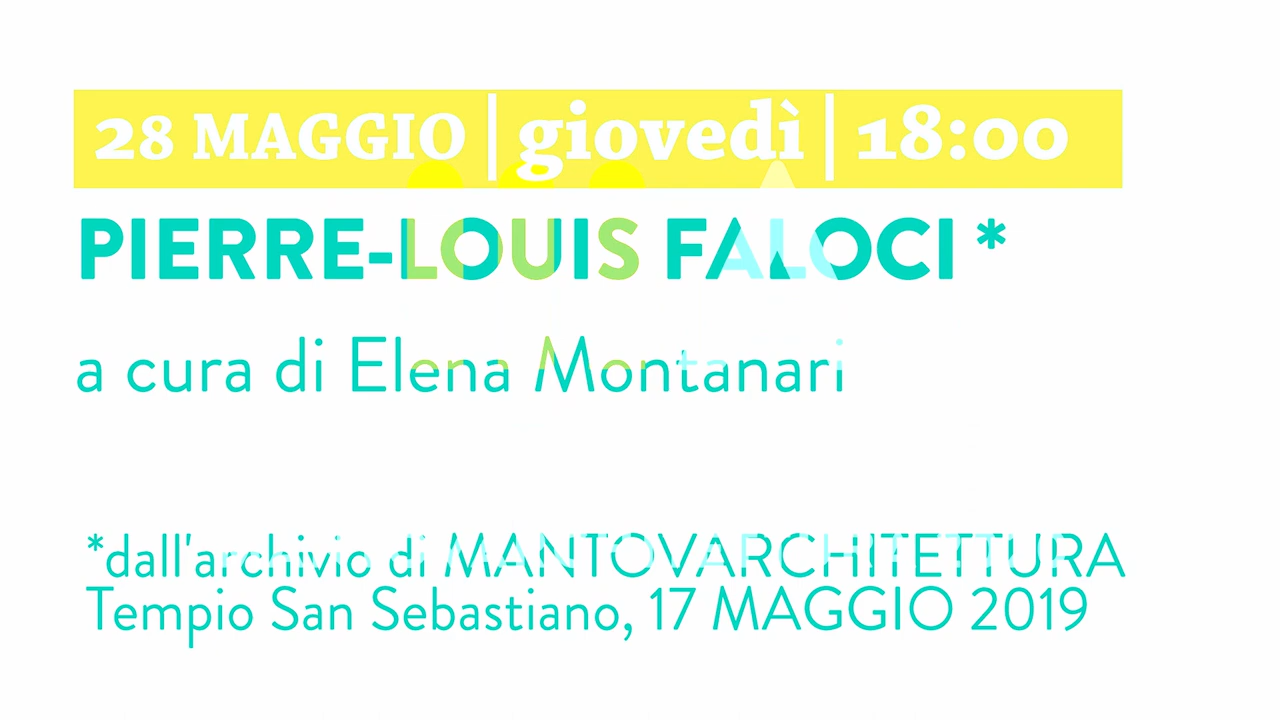 28 MAGGIO | giovedì | 18:00
PIERRE-LOUIS FALOCI *
a cura di Elena Montanari
*dall'archivio di MANTOVARCHITETTURA
Tempio San Sebastiano, 17 MAGGIO 2019